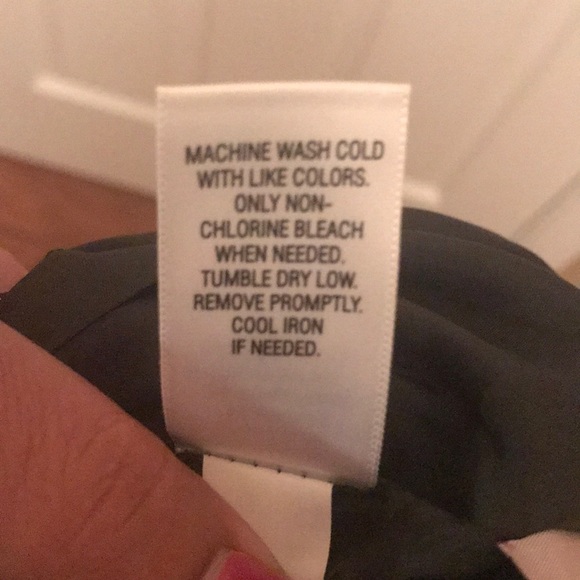 MACHINE WASH COLD
WITH LIKE COLORS.
ONLY NON-
CHLORINE BLEACH
WHEN NEEDED.
TUMBLE DRY LOW.
REMOVE PROMPTLY.
COOL IRON
IF NEEDED.